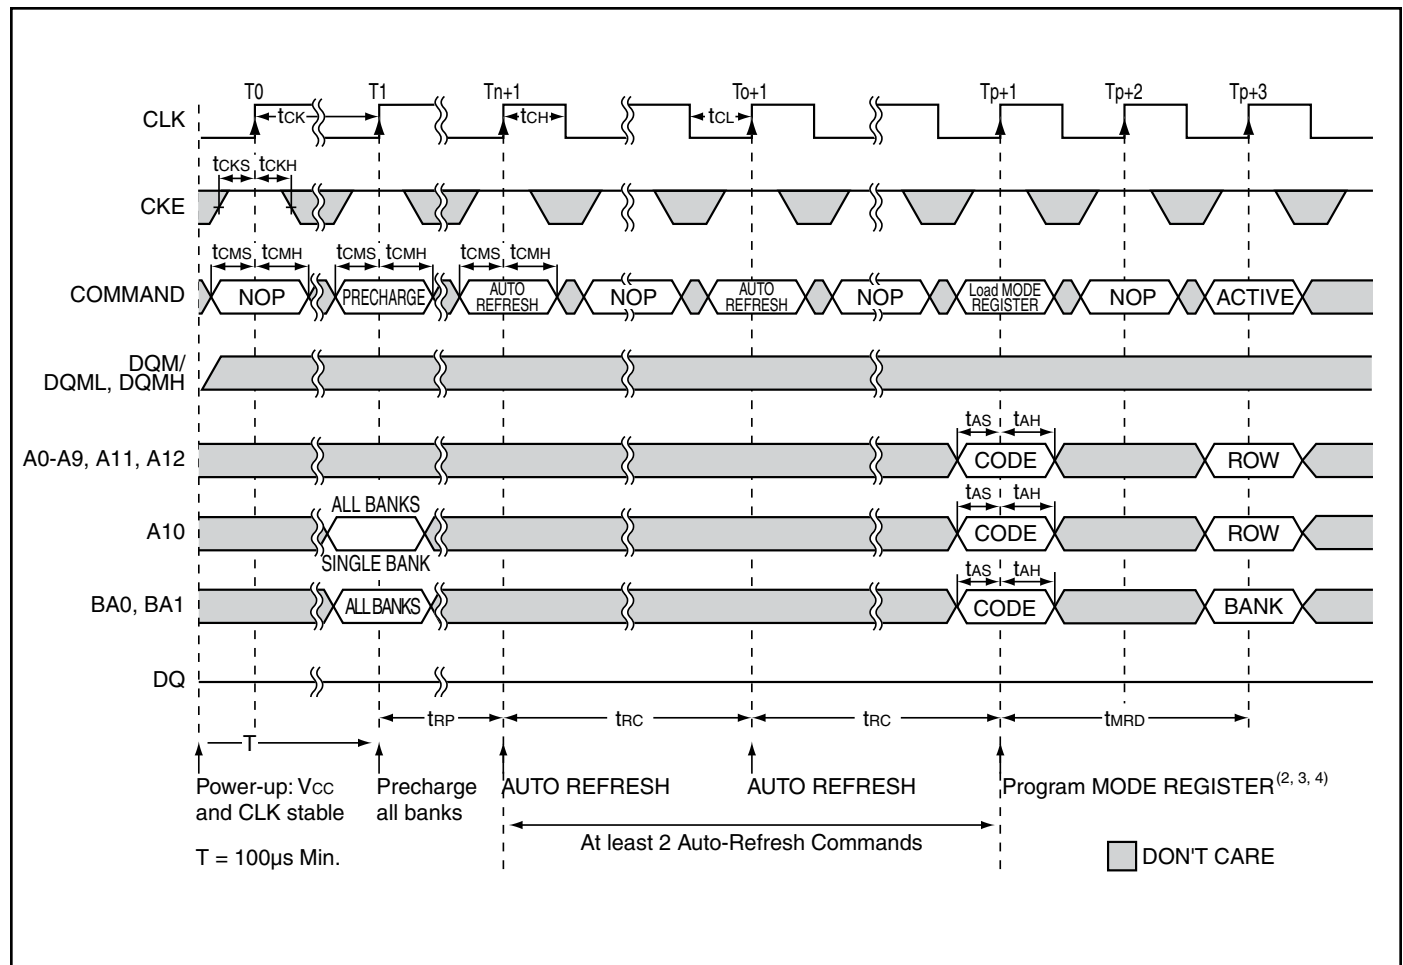 T0 T1 Tn+1 To+1 Tp+1 Tp+2 Tp+3
CLK
tCK tCH tCL
tCKS tCKH
CKE
tCMS tCMH tCMS tCMH tCMS tCMH
COMMAND NOP PRECHARGE AUTO REFRESH NOP AUTO REFRESH NOP Load MODE REGISTER NOP ACTIVE
DQM/
DQML, DQMH
tAS tAH
A0-A9, A11, A12 CODE ROW
ALL BANKS tAS tAH
A10 CODE ROW
SINGLE BANK tAS tAH
BA0, BA1 ALL BANKS CODE BANK
DQ
tRP tRC tRC tMRD
T
Power-up: VCC
and CLK stable
Precharge
all banks
AUTO REFRESH
AUTO REFRESH
Program MODE REGISTER(2, 3, 4)
At least 2 Auto-Refresh Commands
T = 100µs Min.
DON'T CARE